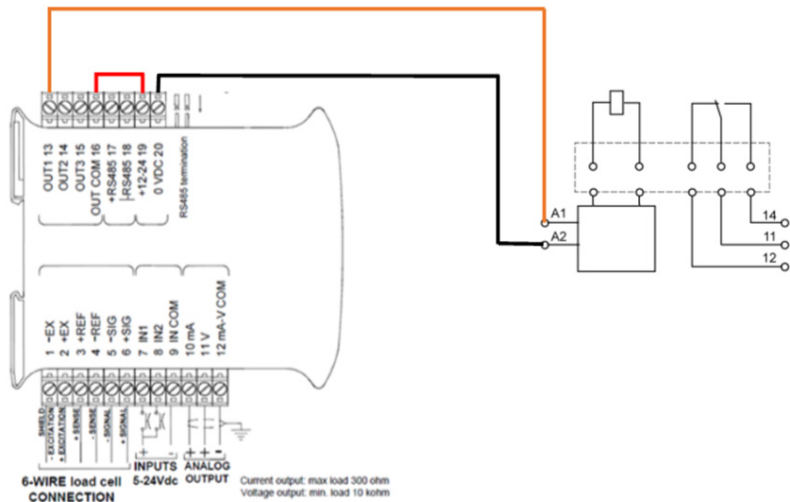 OUT1 13
OUT2 14
OUT3 15
OUT COM 16
+RS485 17
-RS485 18
+12-24 19
0 VDC 20
RS485 termination
A1
A2
14
11
12
1 -EX
2 +EX
3 +REF
4 -REF
5 -SIG
6 +SIG
7 IN1
8 IN2
9 IN COM
10 mA
11 V
12 mA-V COM
SHIELD
- EXCITATION
+ EXCITATION
+ SENSE
- SENSE
- SIGNAL
+ SIGNAL
+ -
+ + -
6-WIRE load cell
CONNECTION
INPUTS
5-24Vdc
ANALOG
OUTPUT
Current output: max load 300 ohm
Voltage output: min. load 10 kohm